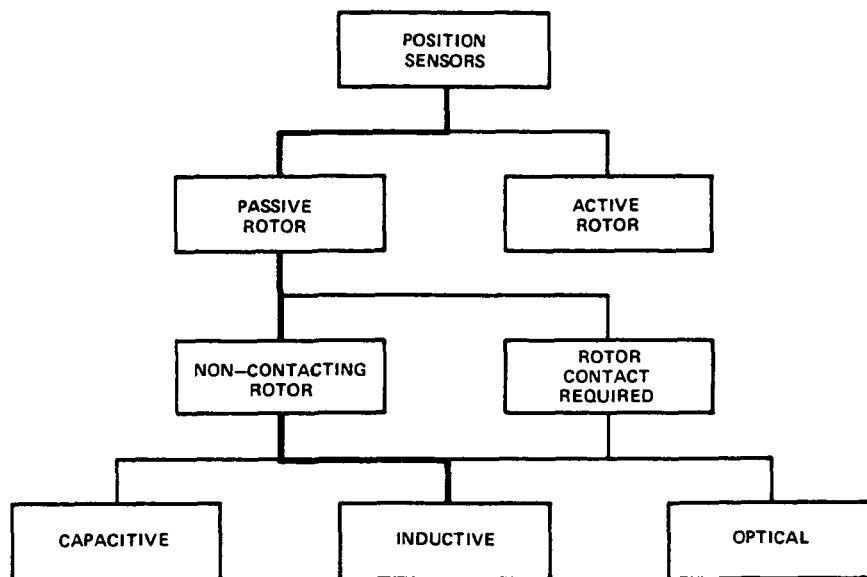 POSITION
SENSORS
PASSIVE
ROTOR
ACTIVE
ROTOR
NON–CONTACTING
ROTOR
ROTOR
CONTACT
REQUIRED
CAPACITIVE
INDUCTIVE
OPTICAL